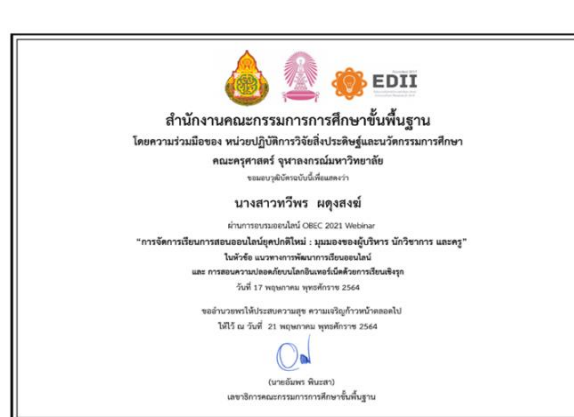 EDII
สำนักงานคณะกรรมการการศึกษาขั้นพื้นฐาน
โดยความร่วมมือของ หน่วยปฏิบัติการวิจัยสิ่งประดิษฐ์และนวัตกรรมการศึกษา
คณะครุศาสตร์ จุฬาลงกรณ์มหาวิทยาลัย
ขอมอบวุฒิบัตรฉบับนี้เพื่อแสดงว่า
นางสาวทวีพร ผดุงสงฆ์
ผ่านการอบรมออนไลน์ OBEC 2021 Webinar
"การจัดการเรียนการสอนออนไลน์ยุคปกติใหม่ : มุมมองของผู้บริหาร นักวิชาการ และครู"
ในหัวข้อ แนวทางการพัฒนาการเรียนออนไลน์
และ การสอนความปลอดภัยบนโลกอินเทอร์เน็ตด้วยการเรียนเชิงรุก
วันที่ 17 พฤษภาคม พุทธศักราช 2564
ขออำนวยพรให้ประสบความสุข ความเจริญก้าวหน้าตลอดไป
ให้ไว้ ณ วันที่ 21 พฤษภาคม พุทธศักราช 2564
(นายอัมพร พินะสา)
เลขาธิการคณะกรรมการการศึกษาขั้นพื้นฐาน